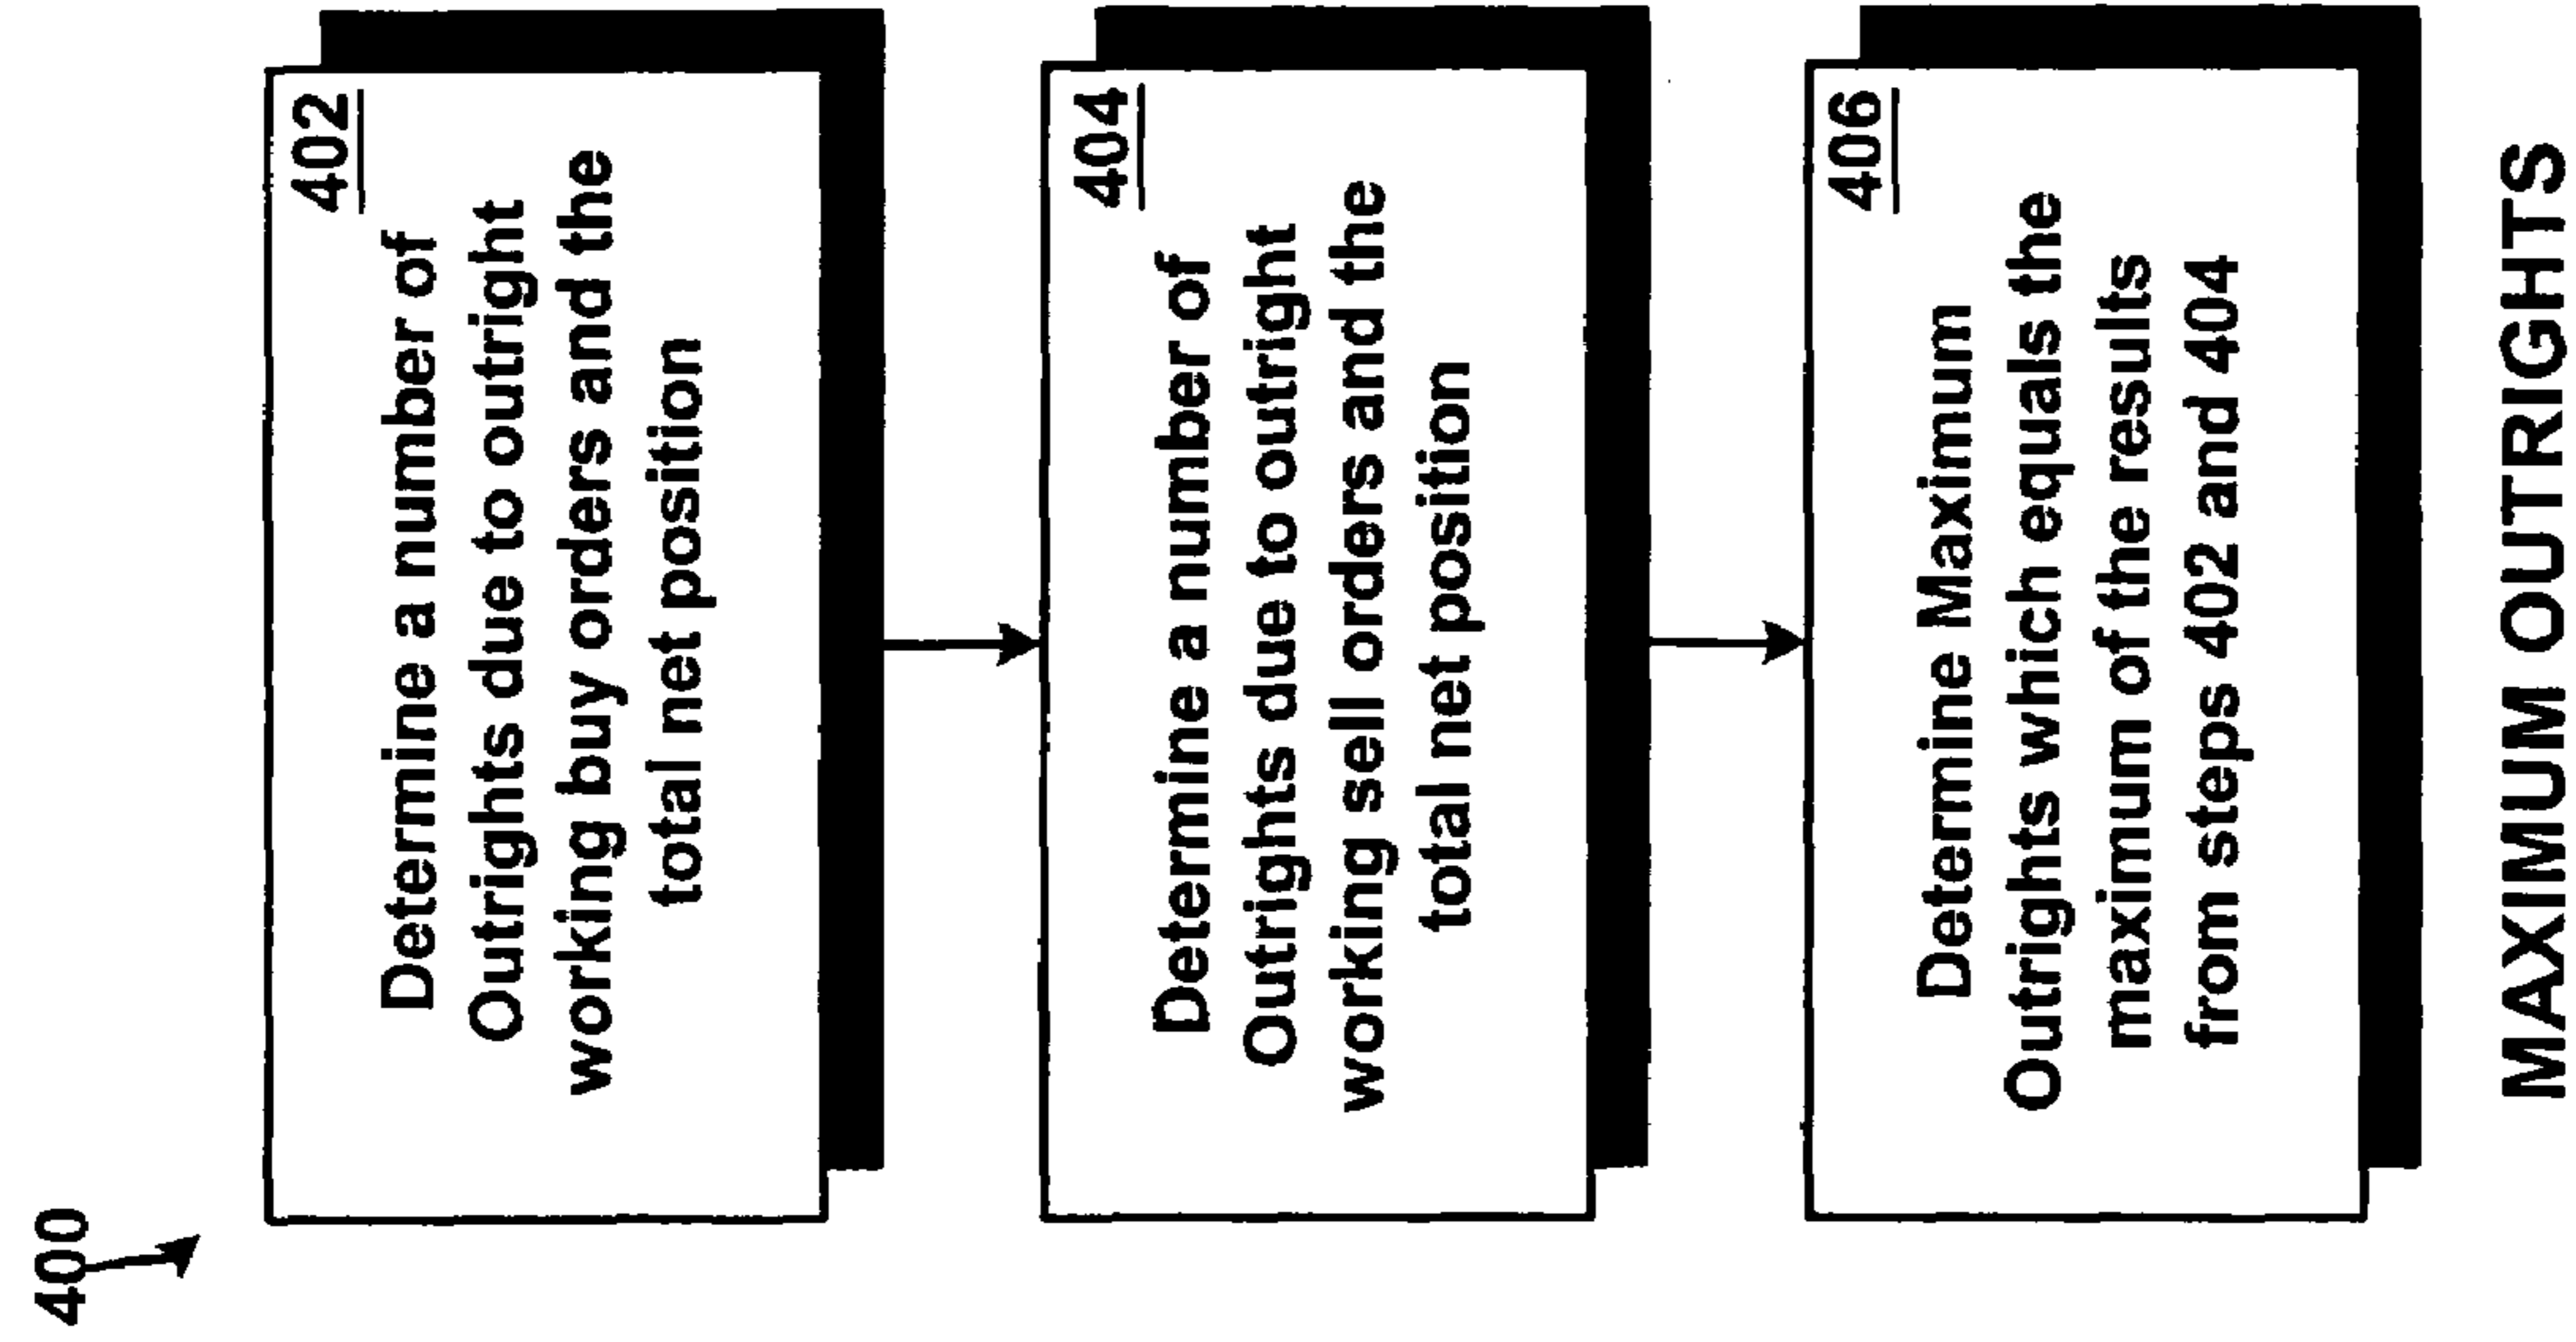 400
402
Determine a number of
Outrights due to outright
working buy orders and the
total net position
404
Determine a number of
Outrights due to outright
working sell orders and the
total net position
406
Determine Maximum
Outrights which equals the
maximum of the results
from steps 402 and 404
MAXIMUM OUTRIGHTS